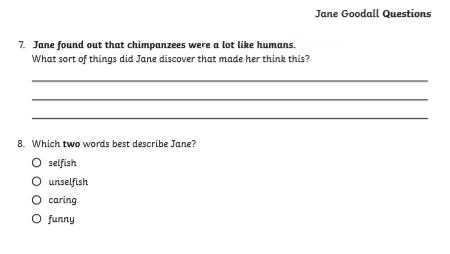 Jane Goodall Questions
7. Jane found out that chimpanzees were a lot like humans.
What sort of things did Jane discover that made her think this?
8. Which two words best describe Jane?
selfish
unselfish
caring
funny